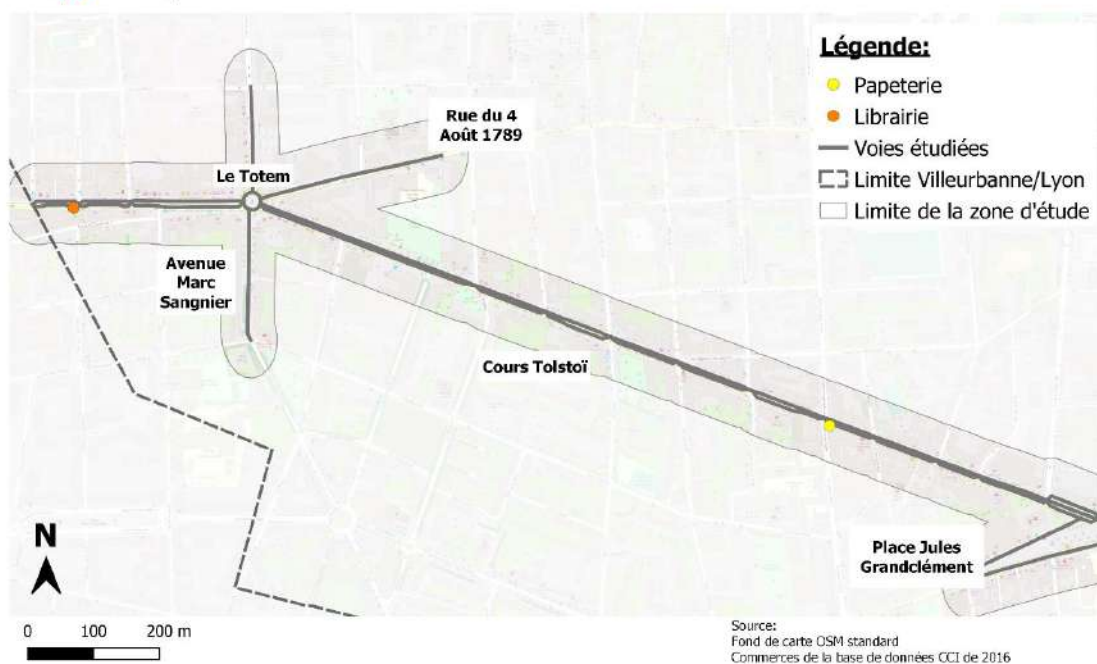 Légende:
Papeterie
Librairie
Voies étudiées
Limite Villeurbanne/Lyon
Limite de la zone d'étude
Rue du 4
Août 1789
Le Totem
Avenue
Marc
Sangnier
Cours Tolstoï
Place Jules
Grandclément
N
0 100 200 m
Source:
Fond de carte OSM standard
Commerces de la base de données CCI de 2016